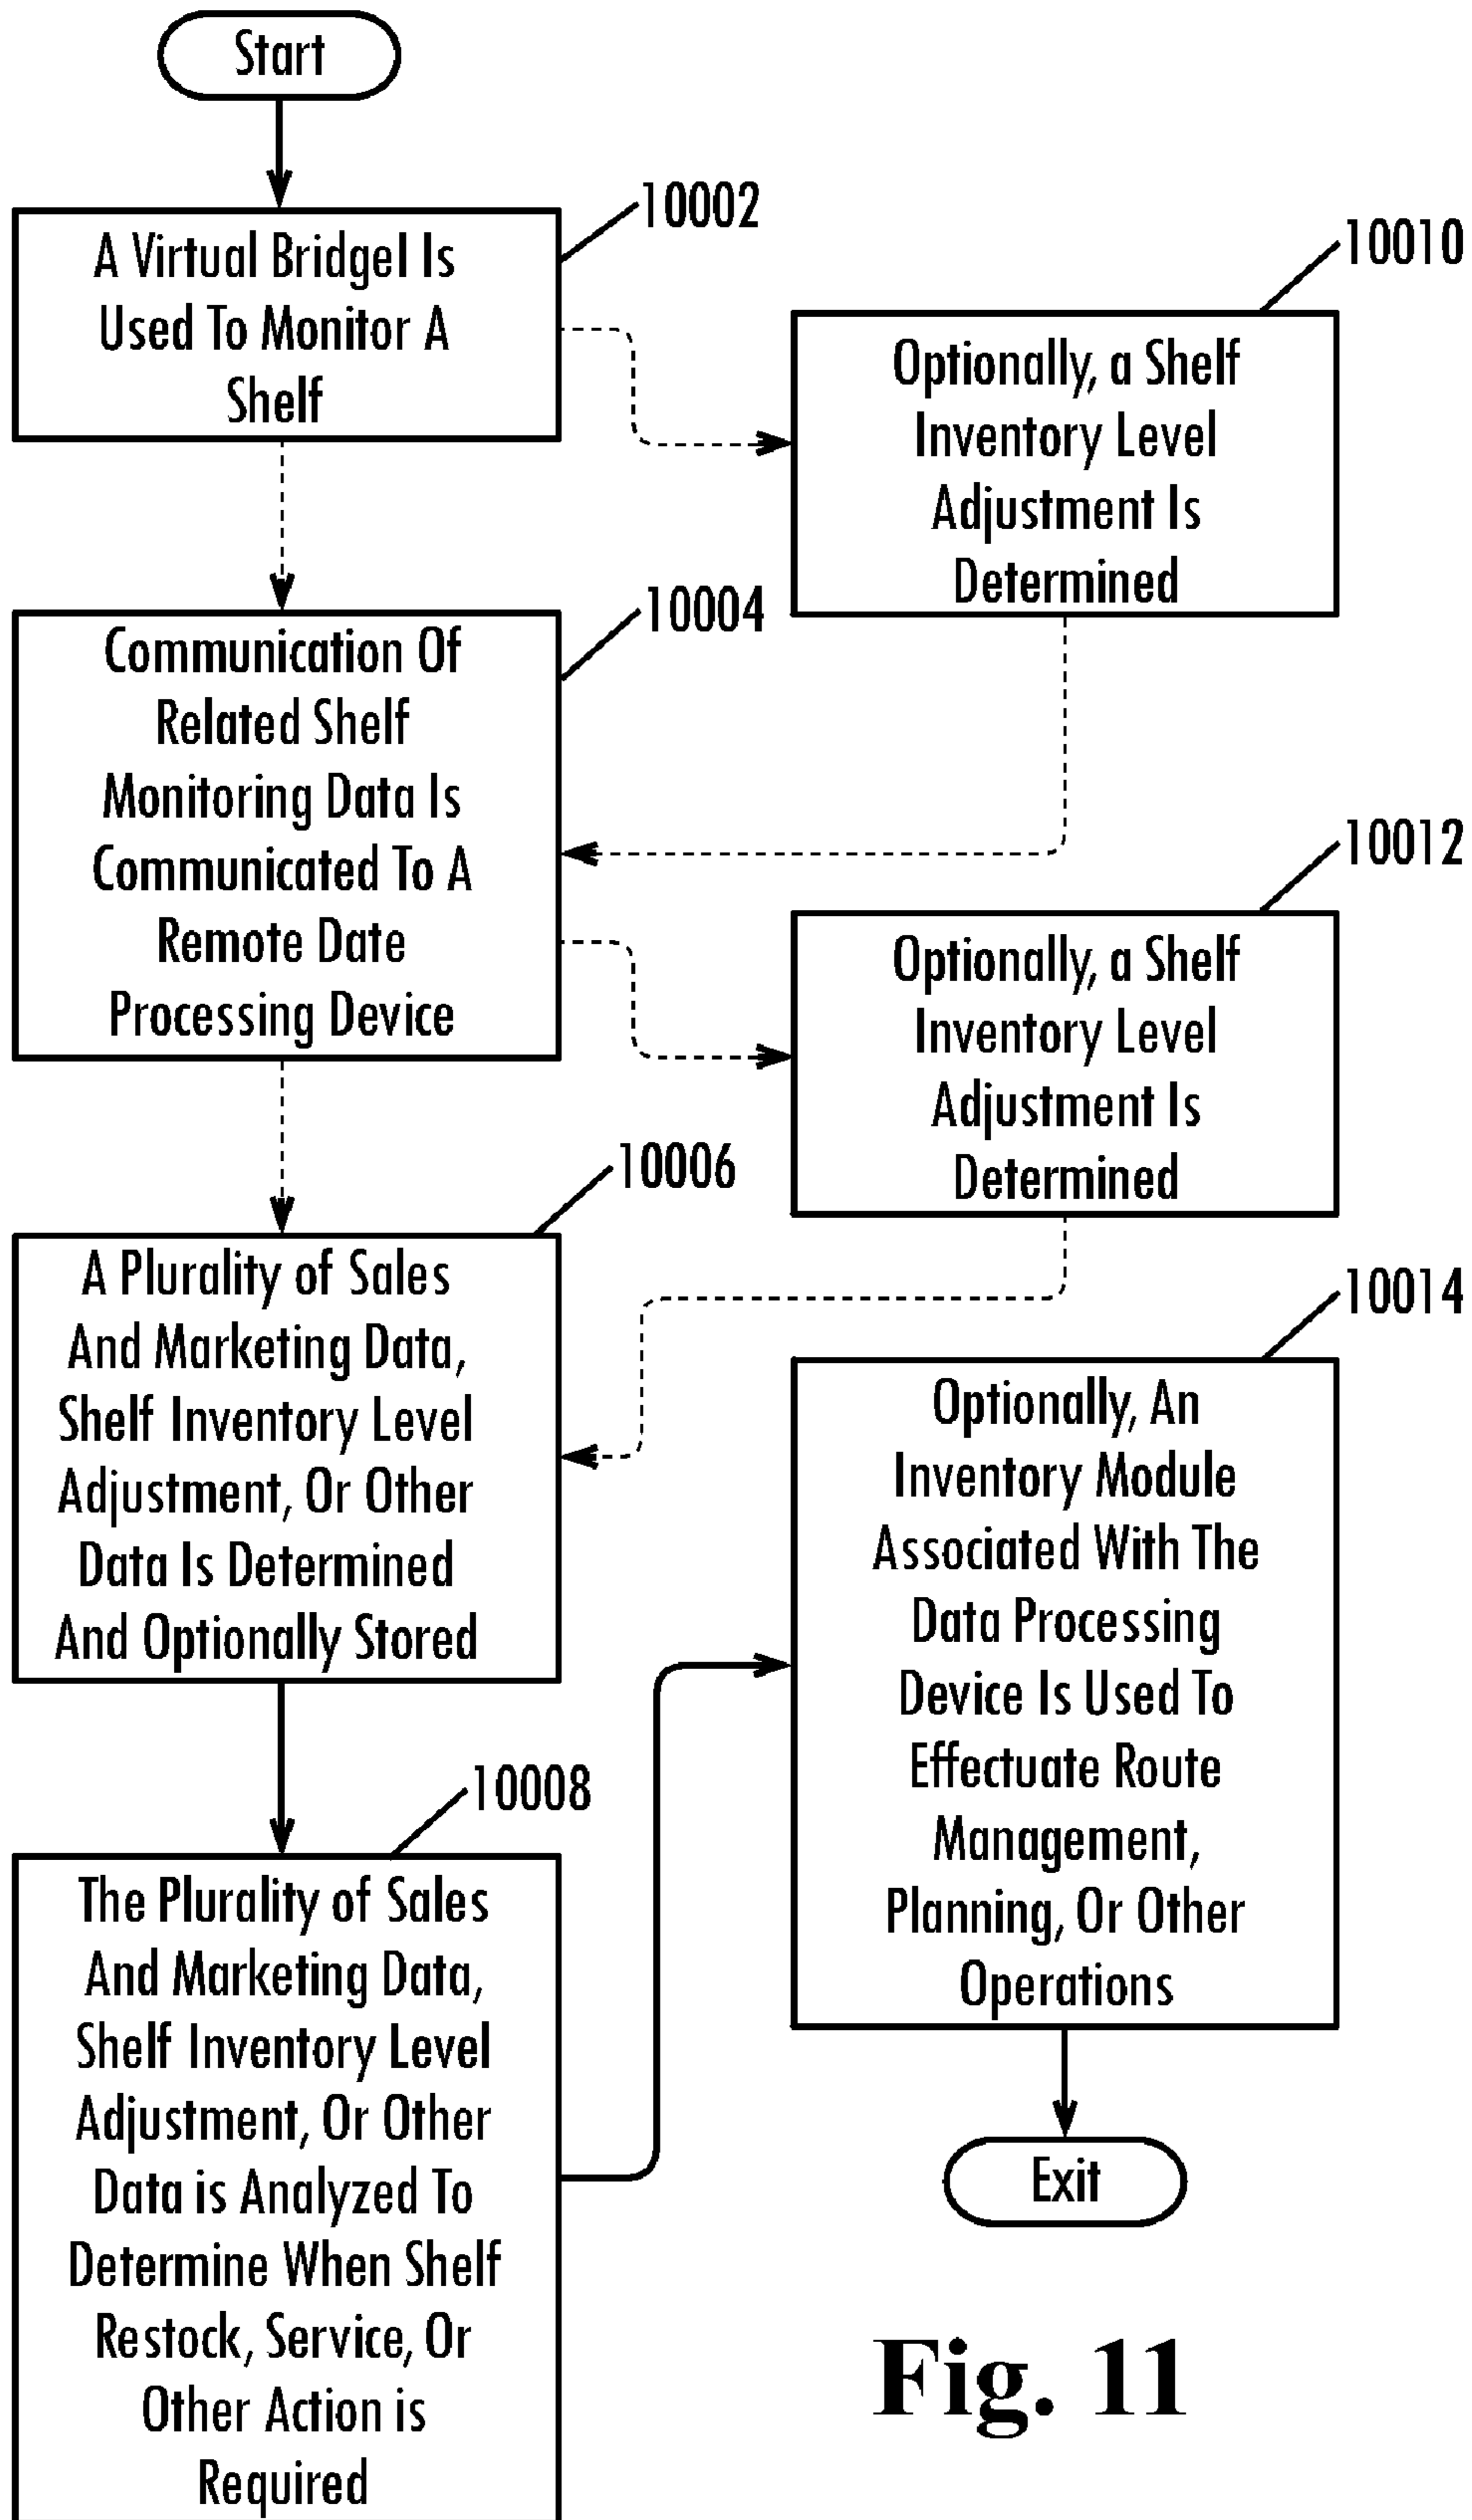 Start
10002
A Virtual Bridgel Is
Used To Monitor A
Shelf
10010
Optionally, a Shelf
Inventory Level
Adjustment Is
Determined
10004
Communication Of
Related Shelf
Monitoring Data Is
Communicated To A
Remote Date
Processing Device
10012
Optionally, a Shelf
Inventory Level
Adjustment Is
Determined
10006
A Plurality of Sales
And Marketing Data,
Shelf Inventory Level
Adjustment, Or Other
Data Is Determined
And Optionally Stored
10014
Optionally, An
Inventory Module
Associated With The
Data Processing
Device Is Used To
Effectuate Route
Management,
Planning, Or Other
Operations
10008
The Plurality of Sales
And Marketing Data,
Shelf Inventory Level
Adjustment, Or Other
Data is Analyzed To
Determine When Shelf
Restock, Service, Or
Other Action is
Required
Exit
Fig. 11